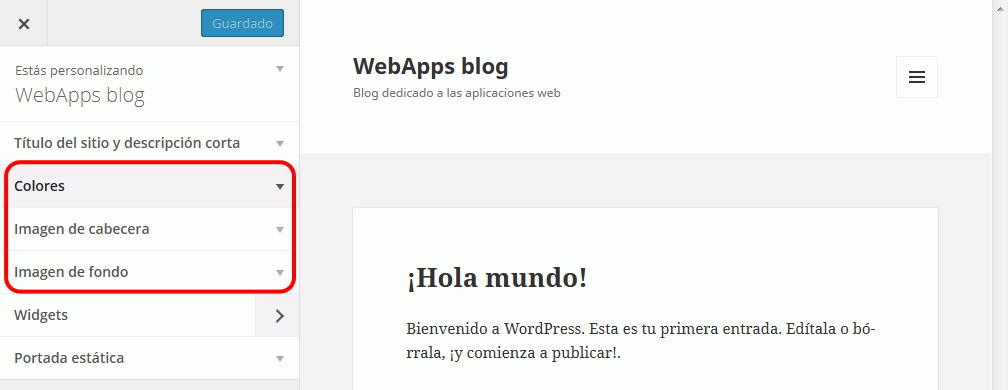 Guardado
Estás personalizando
WebApps blog
Título del sitio y descripción corta
Colores
Imagen de cabecera
Imagen de fondo
Widgets
Portada estática
WebApps blog
Blog dedicado a las aplicaciones web
¡Hola mundo!
Bienvenido a WordPress. Esta es tu primera entrada. Edítala o bó-
rrala, ¡y comienza a publicar!.